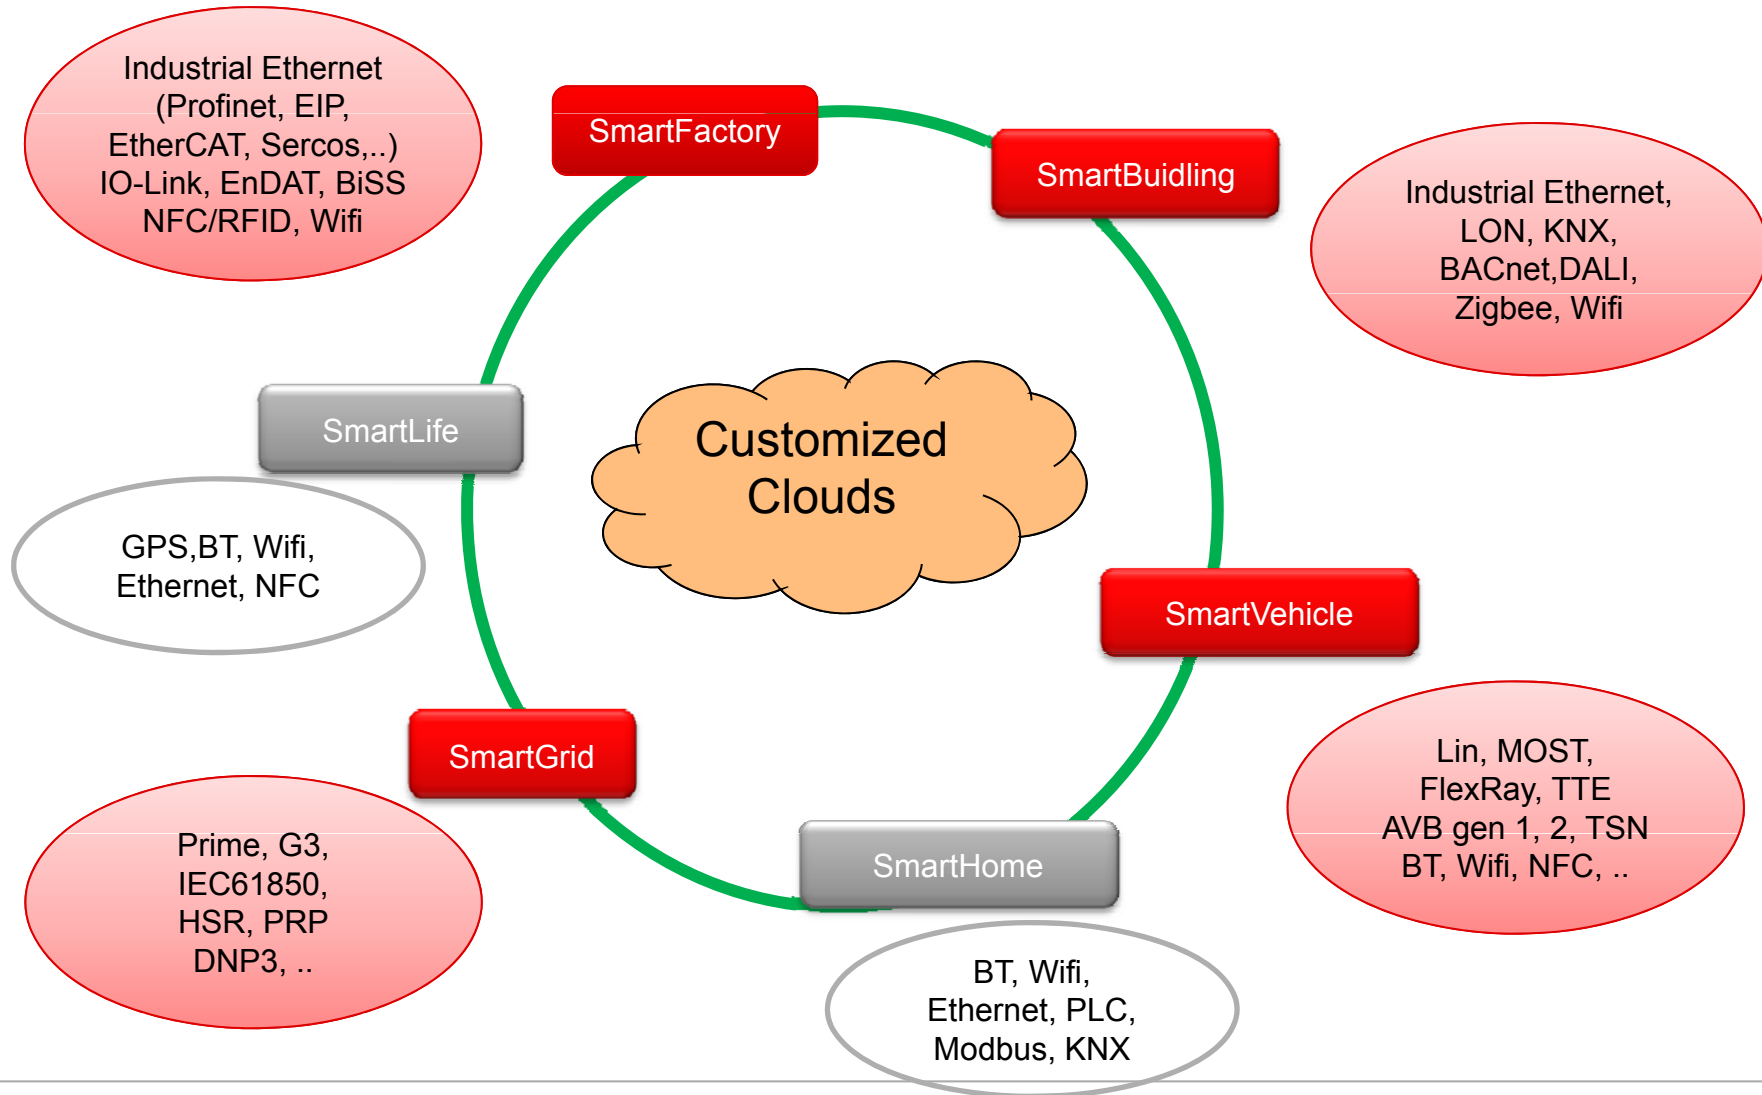 Industrial Ethernet
(Profinet, EIP,
EtherCAT, Sercos,..)
IO-Link, EnDAT, BiSS
NFC/RFID, Wifi
SmartFactory
SmartBuidling
Industrial Ethernet,
LON, KNX,
BACnet,DALI,
Zigbee, Wifi
SmartLife
GPS,BT, Wifi,
Ethernet, NFC
Customized
Clouds
SmartVehicle
Lin, MOST,
FlexRay, TTE
AVB gen 1, 2, TSN
BT, Wifi, NFC, ..
SmartGrid
Prime, G3,
IEC61850,
HSR, PRP
DNP3, ..
SmartHome
BT, Wifi,
Ethernet, PLC,
Modbus, KNX